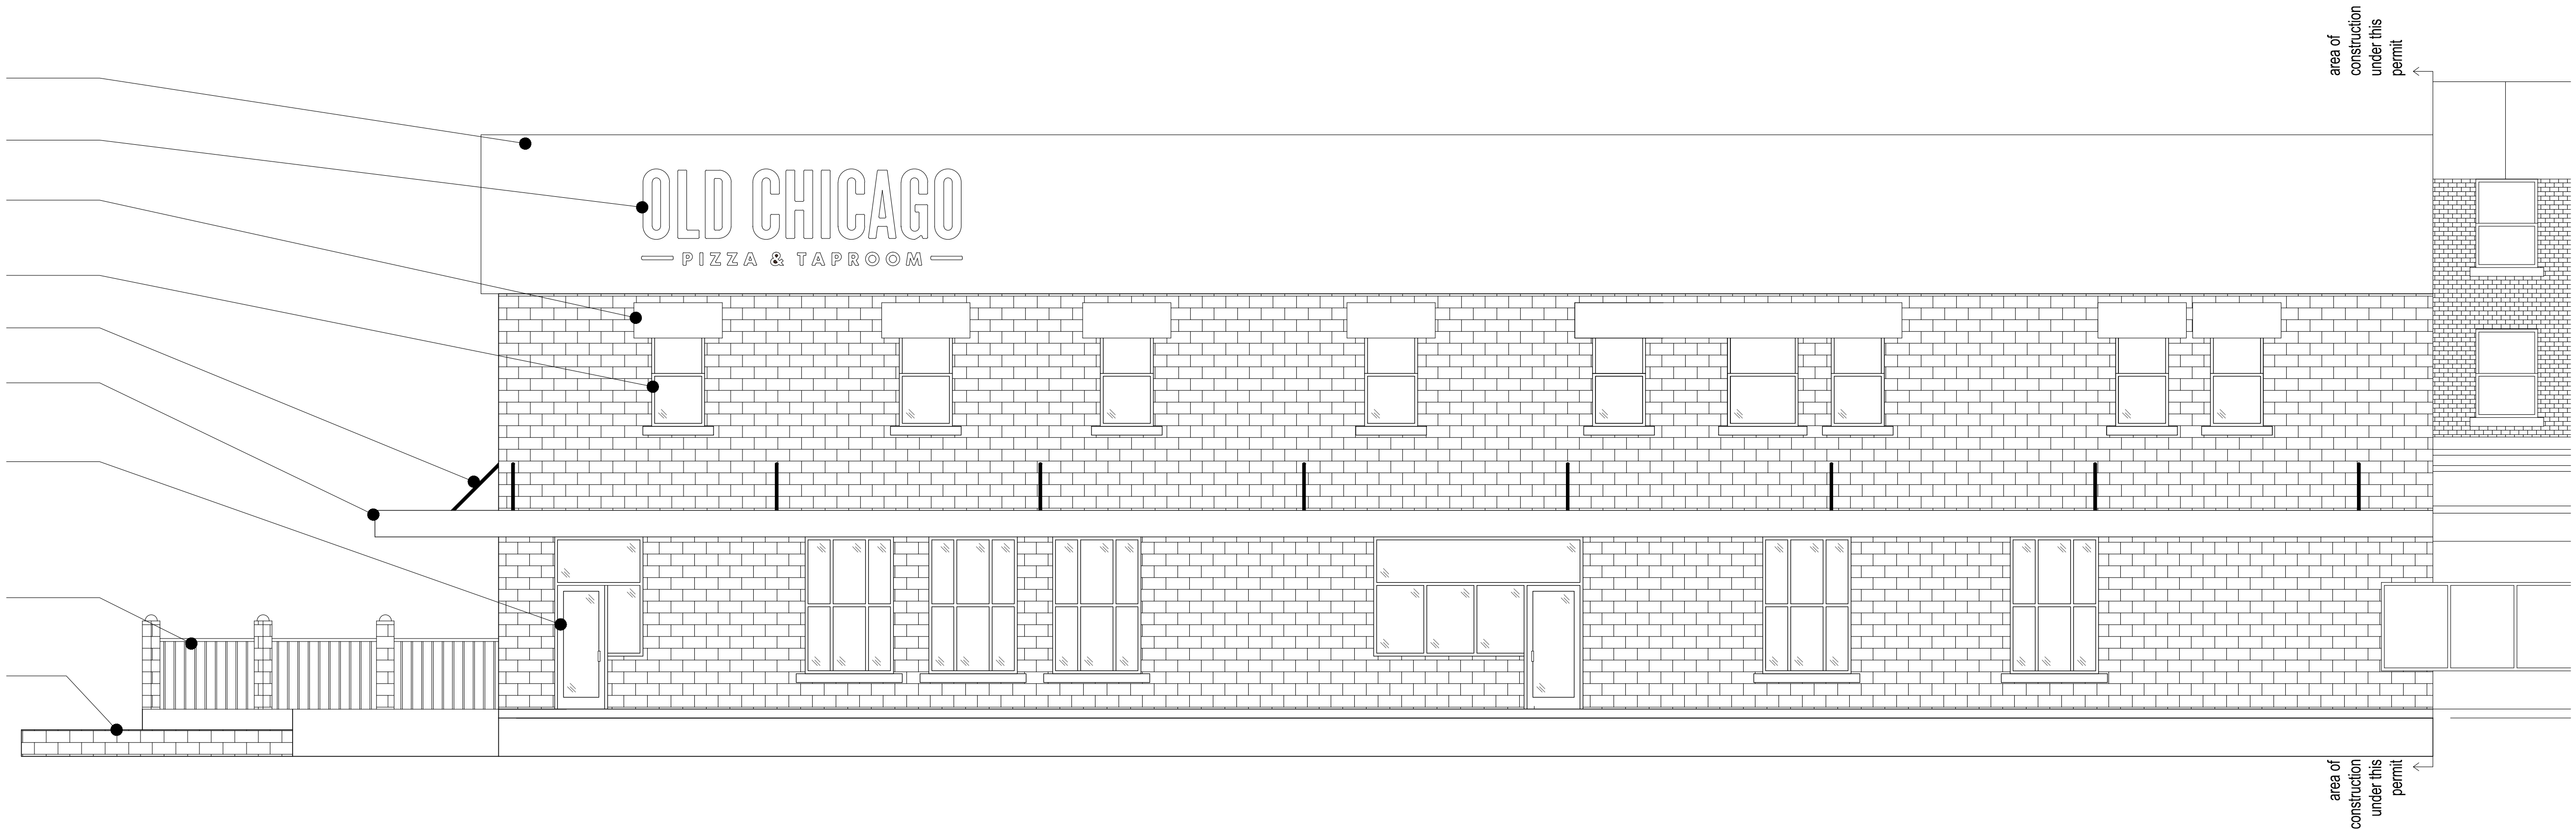 area of
construction
under this
permit
OLD CHICAGO
PIZZA & TAPROOM
area of
construction
under this
permit